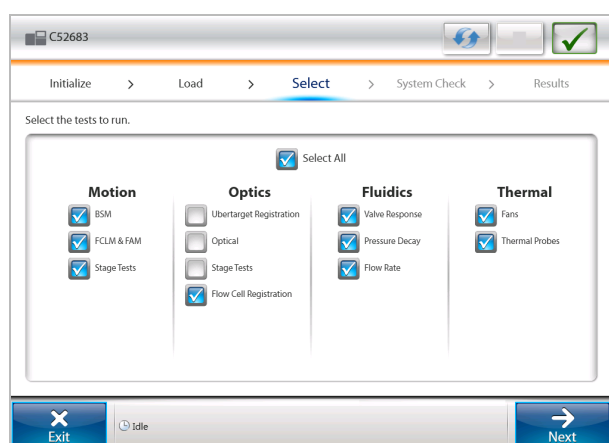 C52683
Initialize > Load > Select > System Check > Results
Select the tests to run.
Select All
Motion
BSM
FCLM & FAM
Stage Tests
Optics
Ubertarget Registration
Optical
Stage Tests
Flow Cell Registration
Fluidics
Valve Response
Pressure Decay
Flow Rate
Thermal
Fans
Thermal Probes
Exit
Idle
Next